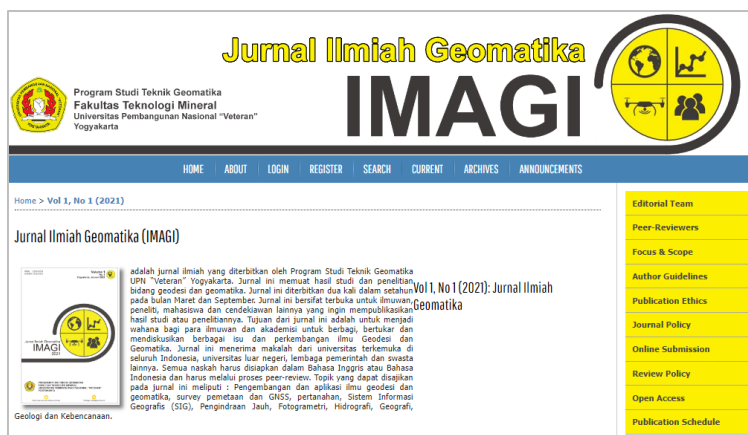 Jurnal Ilmiah Geomatika
IMAGI
Program Studi Teknik Geomatika
Fakultas Teknologi Mineral
Universitas Pembangunan Nasional "Veteran"
Yogyakarta
HOME ABOUT LOGIN REGISTER SEARCH CURRENT ARCHIVES ANNOUNCEMENTS
Home > Vol 1, No 1 (2021)
Jurnal Ilmiah Geomatika (IMAGI)
IMAGI
2021
adalah jurnal ilmiah yang diterbitkan oleh Program Studi Teknik Geomatika
UPN "Veteran" Yogyakarta. Jurnal ini memuat hasil studi dan penelitian
bidang geodesi dan geomatika. Jurnal ini diterbitkan dua kali dalam setahun
pada bulan Maret dan September. Jurnal ini bersifat terbuka untuk ilmuwan,
peneliti, mahasiswa dan cendekiawan lainnya yang ingin mempublikasikan
hasil studi atau penelitiannya. Tujuan dari jurnal ini adalah untuk menjadi
wahana bagi para ilmuwan dan akademisi untuk berbagi, bertukar dan
mendiskusikan berbagai isu dan perkembangan ilmu Geodesi dan
Geomatika. Jurnal ini menerima makalah dari universitas terkemuka di
seluruh Indonesia, universitas luar negeri, lembaga pemerintah dan swasta
lainnya. Semua naskah harus disiapkan dalam Bahasa Inggris atau Bahasa
Indonesia dan harus melalui proses peer-review. Topik yang dapat disajikan
pada jurnal ini meliputi : Pengembangan dan aplikasi ilmu geodesi dan
geomatika, survey pemetaan dan GNSS, pertanahan, Sistem Informasi
Geografis (SIG), Pengindraan Jauh, Fotogrametri, Hidrografi, Geografi,
Geologi dan Kebencanaan.
Vol 1, No 1 (2021): Jurnal Ilmiah
Geomatika
Editorial Team
Peer-Reviewers
Focus & Scope
Author Guidelines
Publication Ethics
Journal Policy
Online Submission
Review Policy
Open Access
Publication Schedule